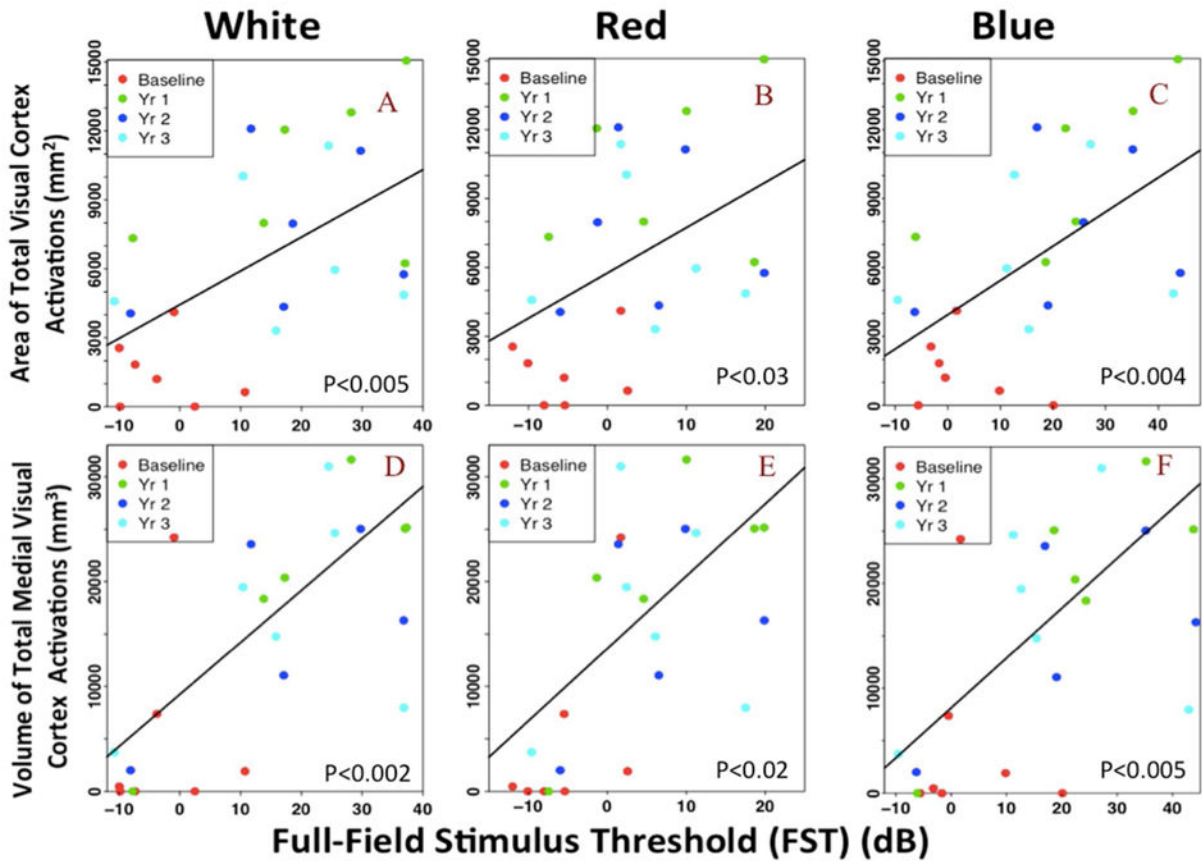 White Red Blue
Area of Total Visual Cortex
Activations (mm²)
15000
12000
9000
6000
3000
0
Baseline
Yr 1
Yr 2
Yr 3
A
P<0.005
−10 0 10 20 30 40
15000
12000
9000
6000
3000
0
Baseline
Yr 1
Yr 2
Yr 3
B
P<0.03
−10 0 10 20
15000
12000
9000
6000
3000
0
Baseline
Yr 1
Yr 2
Yr 3
C
P<0.004
−10 0 10 20 30 40
Volume of Total Medial Visual
Cortex Activations (mm³)
30000
20000
10000
0
Baseline
Yr 1
Yr 2
Yr 3
D
P<0.002
−10 0 10 20 30 40
30000
20000
10000
0
Baseline
Yr 1
Yr 2
Yr 3
E
P<0.02
−10 0 10 20
30000
20000
10000
0
Baseline
Yr 1
Yr 2
Yr 3
F
P<0.005
−10 0 10 20 30 40
Full-Field Stimulus Threshold (FST) (dB)